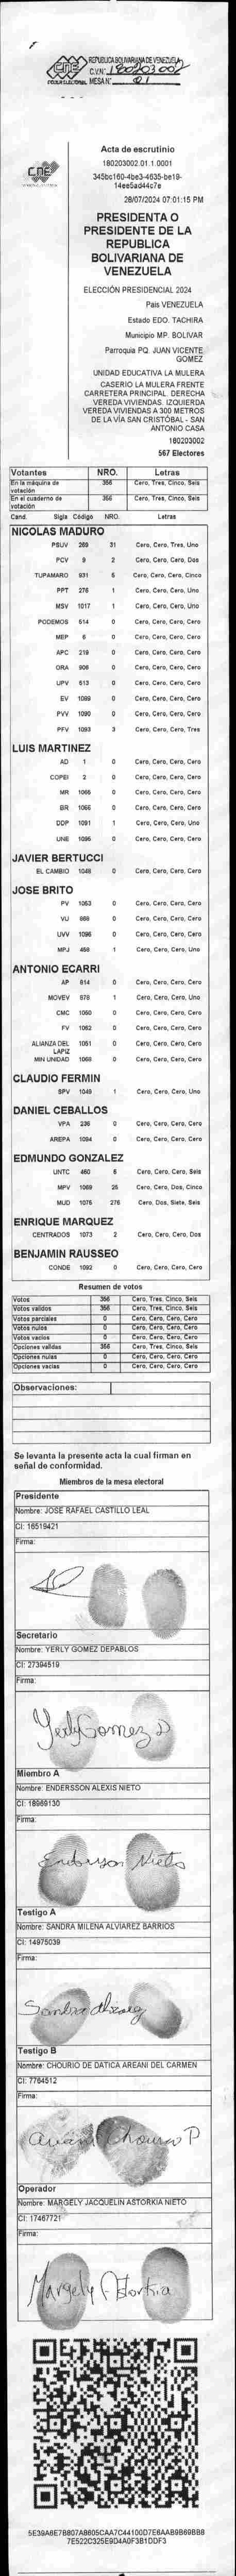 REPÚBLICA BOLIVARIANA DE VENEZUELA
CNE
C.V.N° 180203002
PODER ELECTORAL MESA N° 01
CNE
Acta de escrutinio
180203002.01.1.0001
345bc160-4be3-4635-be19-
14ee5ad44c7e
28/07/2024 07:01:15 PM
PRESIDENTA O
PRESIDENTE DE LA
REPUBLICA
BOLIVARIANA DE
VENEZUELA
ELECCIÓN PRESIDENCIAL 2024
Pais VENEZUELA
Estado EDO. TACHIRA
Municipio MP. BOLIVAR
Parroquia PQ. JUAN VICENTE
GOMEZ
UNIDAD EDUCATIVA LA MULERA
CASERIO LA MULERA FRENTE
CARRETERA PRINCIPAL. DERECHA
VEREDA VIVIENDAS. IZQUIERDA
VEREDA VIVIENDAS A 300 METROS
DE LA VÍA SAN CRISTÓBAL - SAN
ANTONIO CASA
180203002
567 Electores
Votantes NRO. Letras
En la máquina de votación 356 Cero, Tres, Cinco, Seis
En el cuaderno de votación 356 Cero, Tres, Cinco, Seis
Cand. Sigla Código NRO. Letras
NICOLAS MADURO
PSUV 269 31 Cero, Cero, Tres, Uno
PCV 9 2 Cero, Cero, Cero, Dos
TUPAMARO 931 5 Cero, Cero, Cero, Cinco
PPT 276 1 Cero, Cero, Cero, Uno
MSV 1017 1 Cero, Cero, Cero, Uno
PODEMOS 514 0 Cero, Cero, Cero, Cero
MEP 6 0 Cero, Cero, Cero, Cero
APC 219 0 Cero, Cero, Cero, Cero
ORA 908 0 Cero, Cero, Cero, Cero
UPV 613 0 Cero, Cero, Cero, Cero
EV 1089 0 Cero, Cero, Cero, Cero
PVV 1090 0 Cero, Cero, Cero, Cero
PFV 1093 3 Cero, Cero, Cero, Tres
LUIS MARTINEZ
AD 1 0 Cero, Cero, Cero, Cero
COPEI 2 0 Cero, Cero, Cero, Cero
MR 1065 0 Cero, Cero, Cero, Cero
BR 1066 0 Cero, Cero, Cero, Cero
DDP 1091 1 Cero, Cero, Cero, Uno
UNE 1095 0 Cero, Cero, Cero, Cero
JAVIER BERTUCCI
EL CAMBIO 1048 0 Cero, Cero, Cero, Cero
JOSE BRITO
PV 1053 0 Cero, Cero, Cero, Cero
VU 868 0 Cero, Cero, Cero, Cero
UVV 1096 0 Cero, Cero, Cero, Cero
MPJ 458 1 Cero, Cero, Cero, Uno
ANTONIO ECARRI
AP 814 0 Cero, Cero, Cero, Cero
MOVEV 878 1 Cero, Cero, Cero, Uno
CMC 1050 0 Cero, Cero, Cero, Cero
FV 1052 0 Cero, Cero, Cero, Cero
ALIANZA DEL LAPIZ 1051 0 Cero, Cero, Cero, Cero
MIN UNIDAD 1068 0 Cero, Cero, Cero, Cero
CLAUDIO FERMIN
SPV 1049 1 Cero, Cero, Cero, Uno
DANIEL CEBALLOS
VPA 236 0 Cero, Cero, Cero, Cero
AREPA 1094 0 Cero, Cero, Cero, Cero
EDMUNDO GONZALEZ
UNTC 460 6 Cero, Cero, Cero, Seis
MPV 1069 25 Cero, Cero, Dos, Cinco
MUD 1075 276 Cero, Dos, Siete, Seis
ENRIQUE MARQUEZ
CENTRADOS 1073 2 Cero, Cero, Cero, Dos
BENJAMIN RAUSSEO
CONDE 1092 0 Cero, Cero, Cero, Cero
Resumen de votos
Votos 356 Cero, Tres, Cinco, Seis
Votos validos 356 Cero, Tres, Cinco, Seis
Votos parciales 0 Cero, Cero, Cero, Cero
Votos nulos 0 Cero, Cero, Cero, Cero
Votos vacios 0 Cero, Cero, Cero, Cero
Opciones validas 356 Cero, Tres, Cinco, Seis
Opciones nulas 0 Cero, Cero, Cero, Cero
Opciones vacias 0 Cero, Cero, Cero, Cero
Observaciones:
Se levanta la presente acta la cual firman en
señal de conformidad.
Miembros de la mesa electoral
Presidente
Nombre: JOSE RAFAEL CASTILLO LEAL
CI: 16519421
Firma:
Secretario
Nombre: YERLY GOMEZ DEPABLOS
CI: 27394519
Firma:
Yerly Gomez D
Miembro A
Nombre: ENDERSSON ALEXIS NIETO
CI: 18969130
Firma:
Endersson Nieto
Testigo A
Nombre: SANDRA MILENA ALVIAREZ BARRIOS
CI: 14975039
Firma:
Sandra Alviarez
Testigo B
Nombre: CHOURIO DE DATICA AREANI DEL CARMEN
CI: 7764512
Firma:
Areani Chourio P
Operador
Nombre: MARGELY JACQUELIN ASTORKIA NIETO
CI: 17467721
Firma:
Margely Astorkia
5E39A8E7B807A8605CAA7C44100D7E6AAB9B69BB8
7E522C325E9D4A0F3B1DDF3